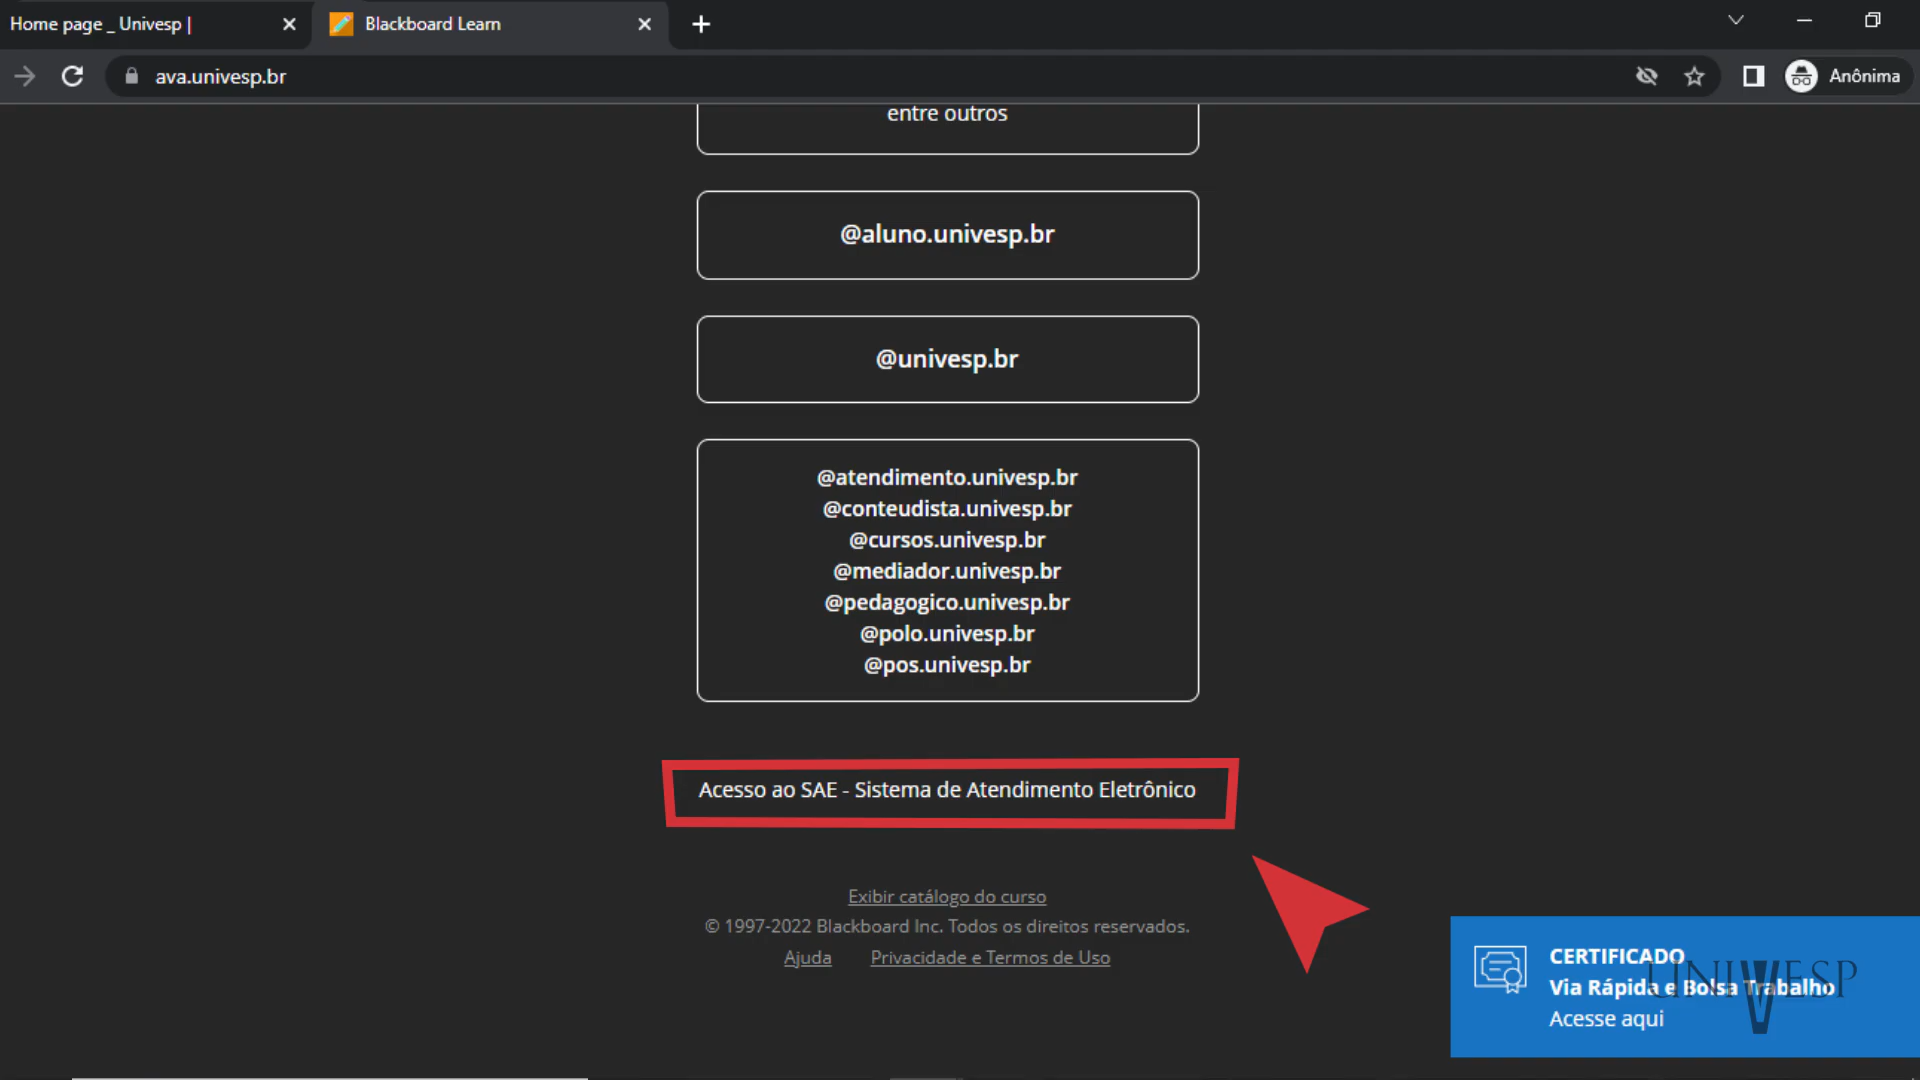 Home page _ Univesp |
Blackboard Learn
ava.univesp.br
Anônima
entre outros
@aluno.univesp.br
@univesp.br
@atendimento.univesp.br
@conteudista.univesp.br
@cursos.univesp.br
@mediador.univesp.br
@pedagogico.univesp.br
@polo.univesp.br
@pos.univesp.br
Acesso ao SAE - Sistema de Atendimento Eletrônico
Exibir catálogo do curso
© 1997-2022 Blackboard Inc. Todos os direitos reservados.
Ajuda Privacidade e Termos de Uso
CERTIFICADO
Via Rápida e Bolsa Trabalho
Acesse aqui
UNIVESP